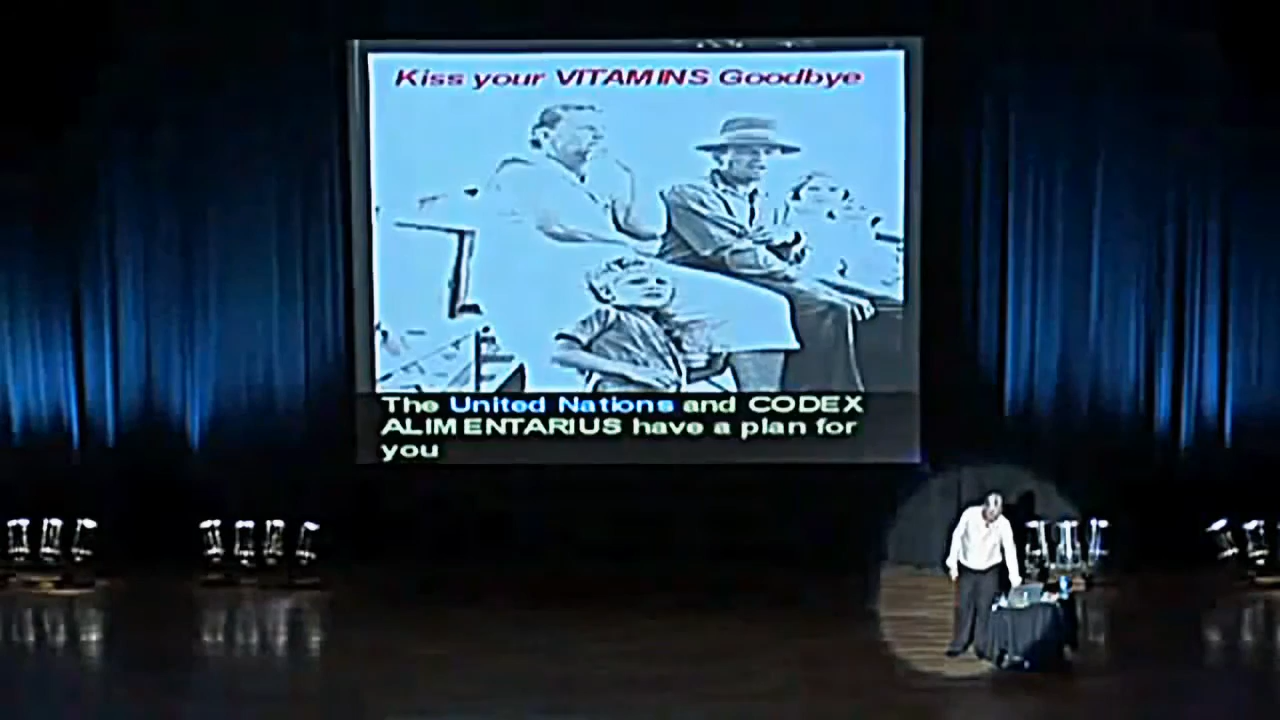 Kiss your VITAMINS Goodbye
The United Nations and CODEX
ALIMENTARIUS have a plan for
you